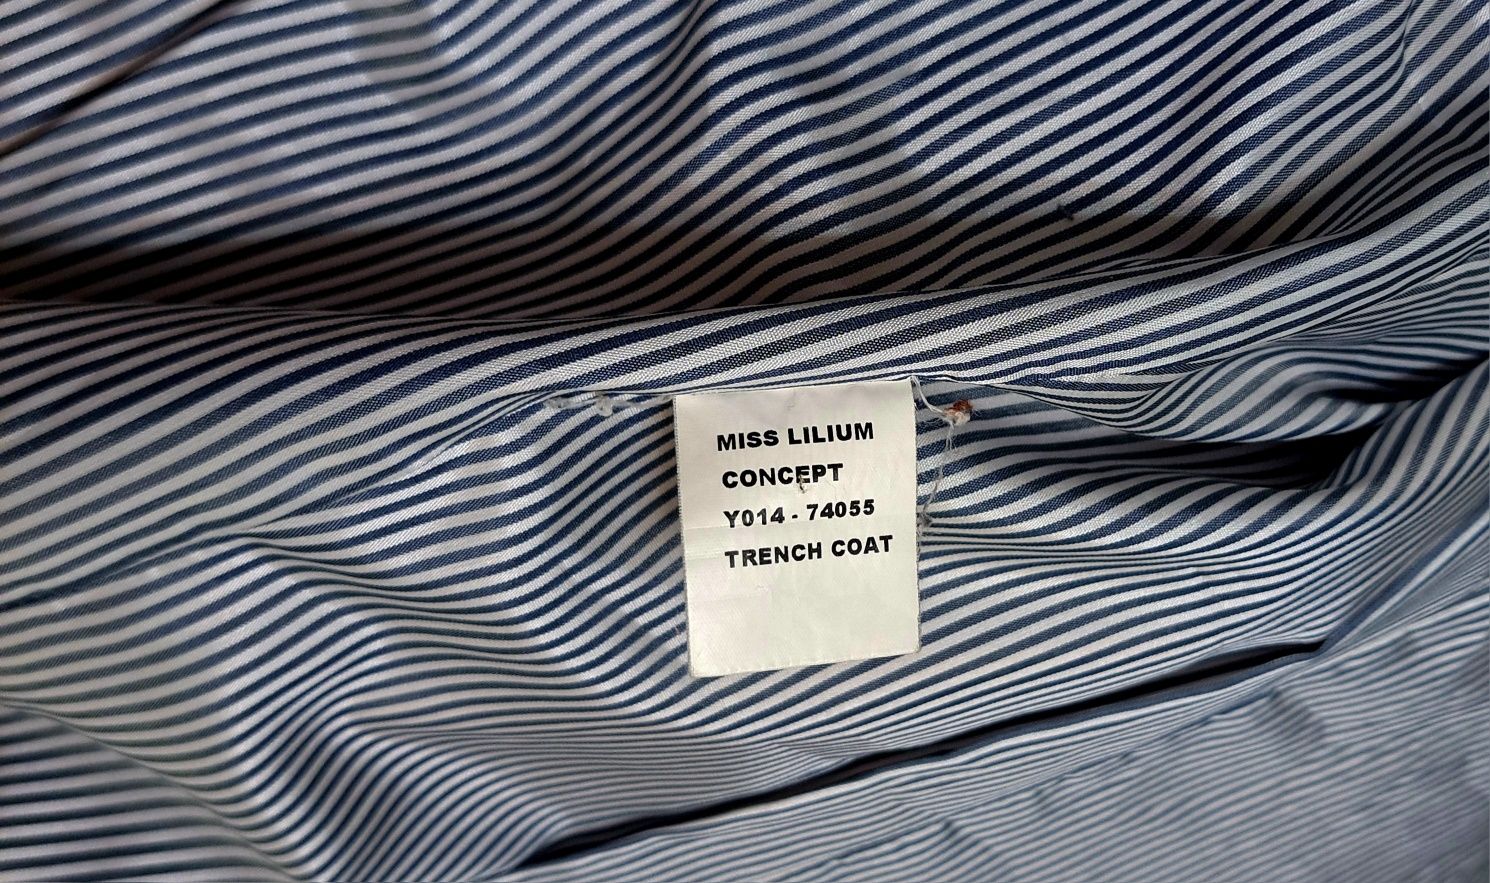 MISS LILIUM
CONCEPT
Y014 - 74055
TRENCH COAT